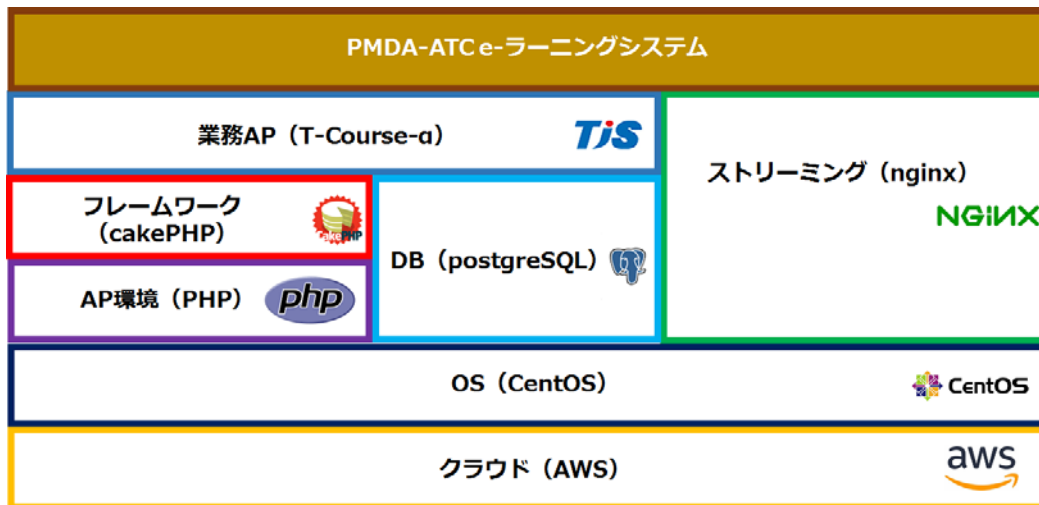 PMDA-ATC e-ラーニングシステム
業務AP（T-Course-α）
TIS
ストリーミング（nginx）
NGiNX
フレームワーク
（cakePHP）
CakePHP
DB（postgreSQL）
AP環境（PHP）
php
OS（CentOS）
CentOS
クラウド（AWS）
aws